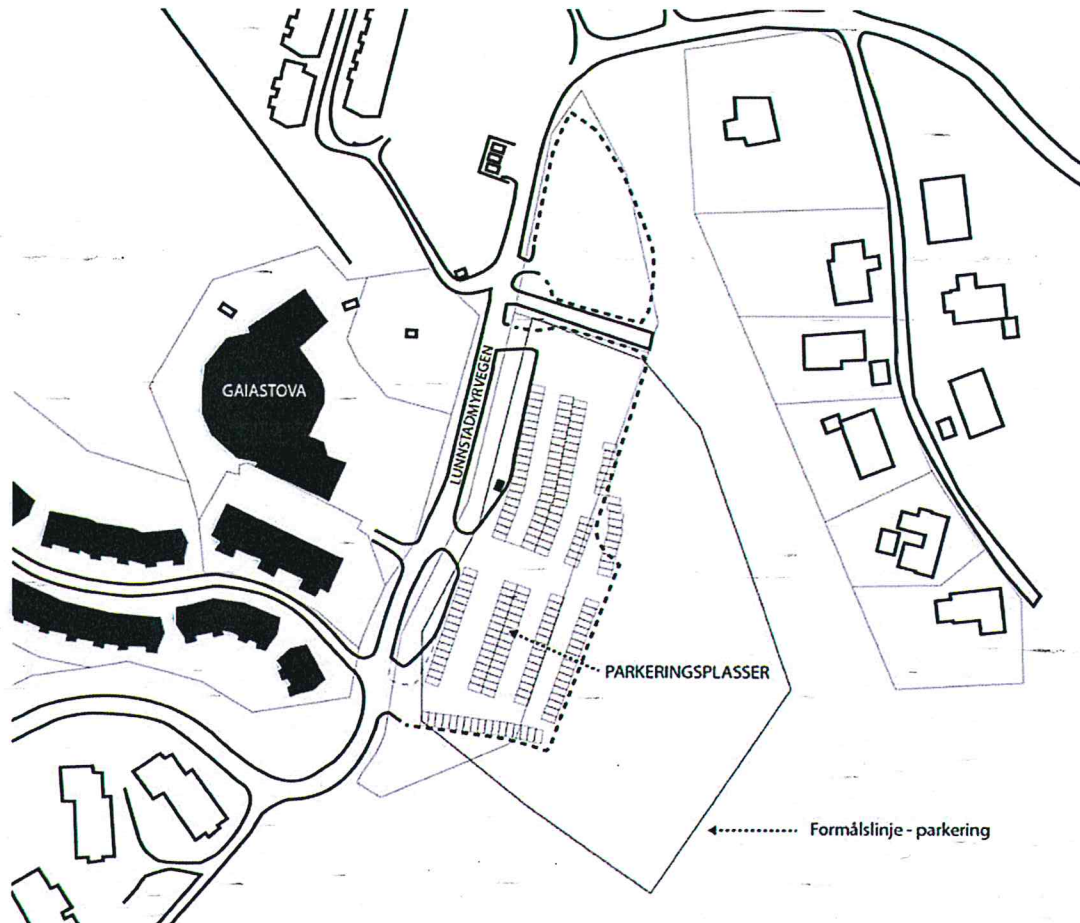 GAIASTOVA
LUNNSTADMYRVEGEN
PARKERINGSPLASSER
Formålslinje - parkering